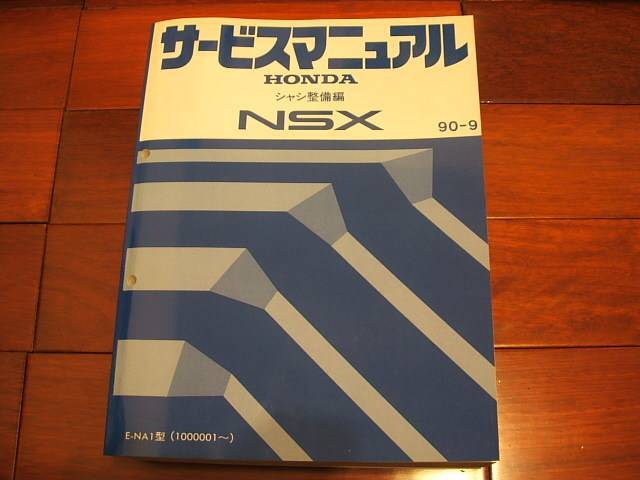 サービスマニュアル
HONDA
シャシ整備編
NSX
90-9
E-NA1型 (1000001〜)